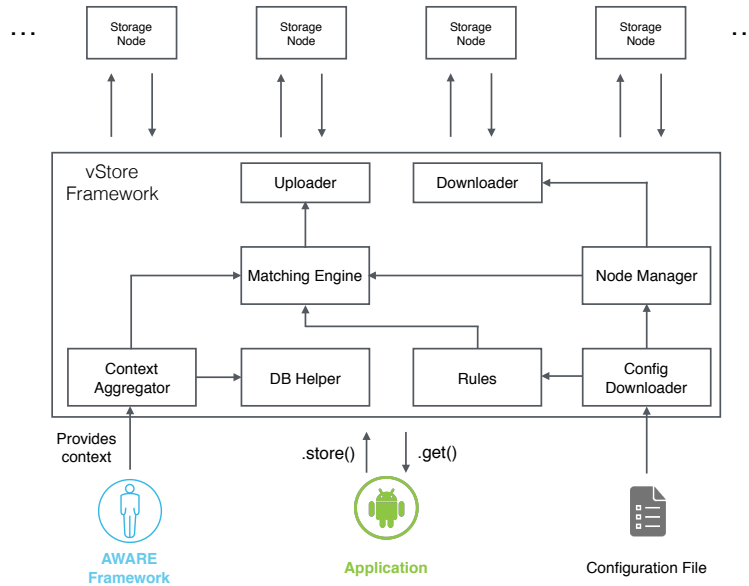 ...
Storage
Node
Storage
Node
Storage
Node
Storage
Node
..
vStore
Framework
Uploader
Downloader
Matching Engine
Node Manager
Context
Aggregator
DB Helper
Rules
Config
Downloader
Provides
context
.store()
.get()
AWARE
Framework
Application
Configuration File